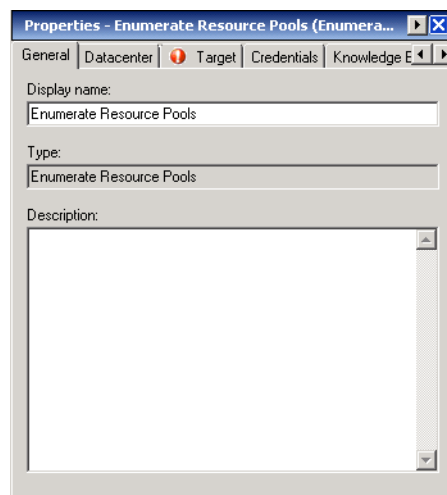 Properties - Enumerate Resource Pools (Enumera...
General Datacenter Target Credentials Knowledge
Display name:
Enumerate Resource Pools
Type:
Enumerate Resource Pools
Description: